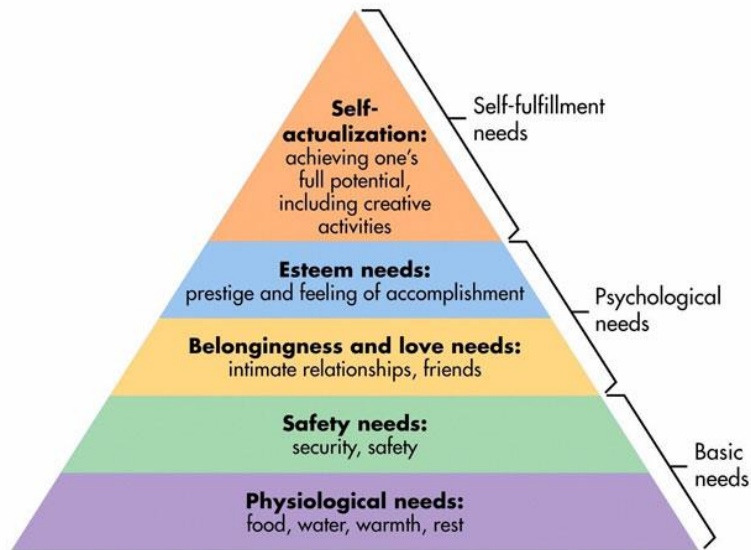 Self-
actualization:
achieving one's
full potential,
including creative
activities
Self-fulfillment
needs
Esteem needs:
prestige and feeling of accomplishment
Belongingness and love needs:
intimate relationships, friends
Psychological
needs
Safety needs:
security, safety
Physiological needs:
food, water, warmth, rest
Basic
needs